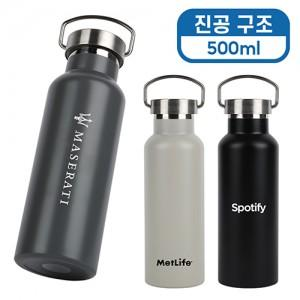 진공 구조
500ml
MASERATI
MetLife
Spotify